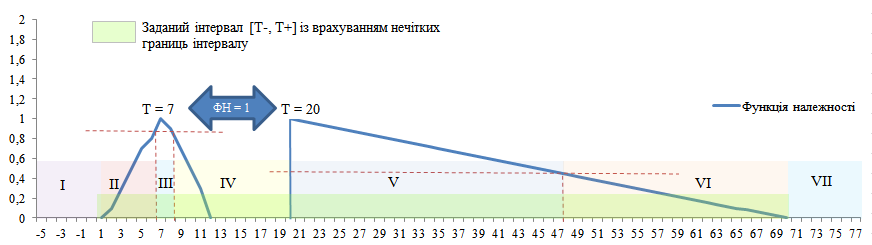 2
1,8
1,6
1,4
1,2
1
0,8
0,6
0,4
0,2
0
Заданий інтервал [Т-, Т+] із врахуванням нечітких
границь інтервалу
Т = 7
ФН = 1
Т = 20
Функція належності
I II III IV V VI VII
-5 -3 -1 1 3 5 7 9 11 13 15 17 19 21 23 25 27 29 31 33 35 37 39 41 43 45 47 49 51 53 55 57 59 61 63 65 67 69 71 73 75 77